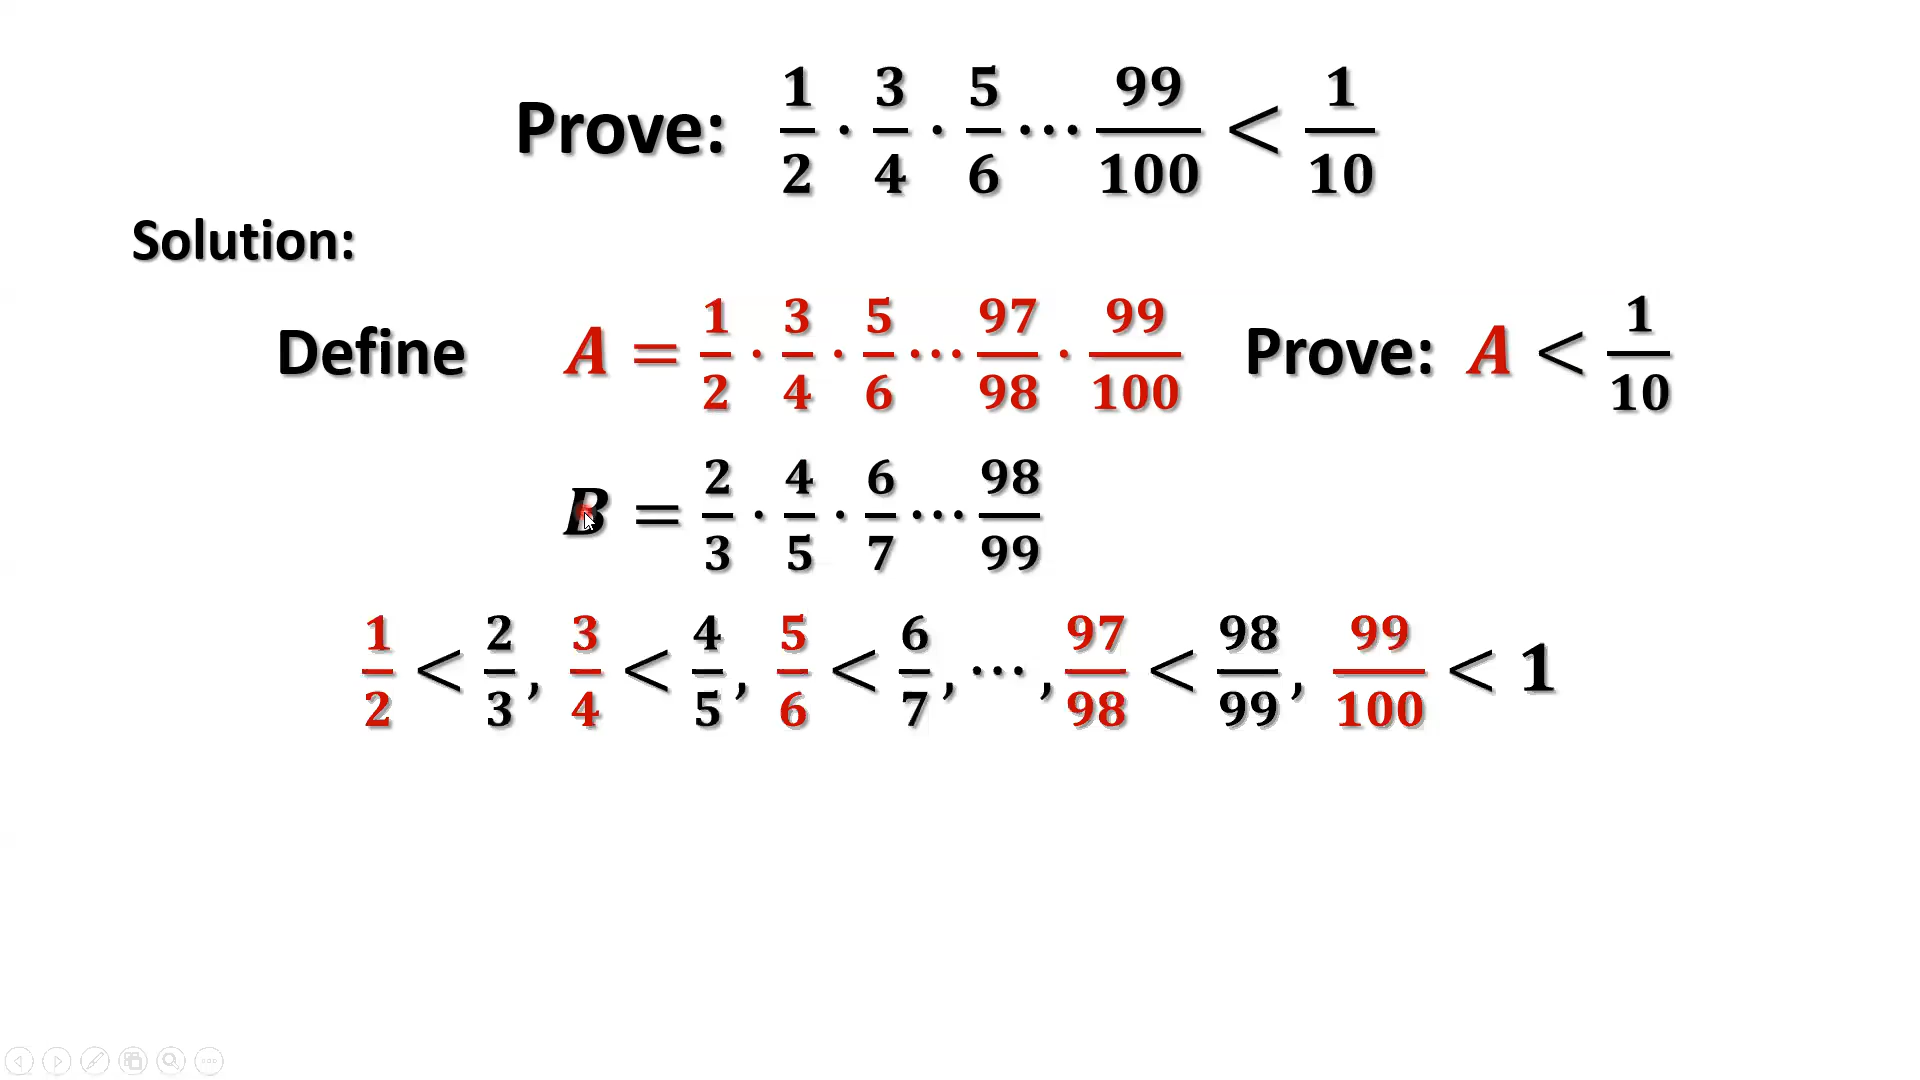 Prove: 1/2 · 3/4 · 5/6 ⋯ 99/100 < 1/10
Solution:
Define A = 1/2 · 3/4 · 5/6 ⋯ 97/98 · 99/100 Prove: A < 1/10
B = 2/3 · 4/5 · 6/7 ⋯ 98/99
1/2 < 2/3, 3/4 < 4/5, 5/6 < 6/7, ⋯, 97/98 < 98/99, 99/100 < 1